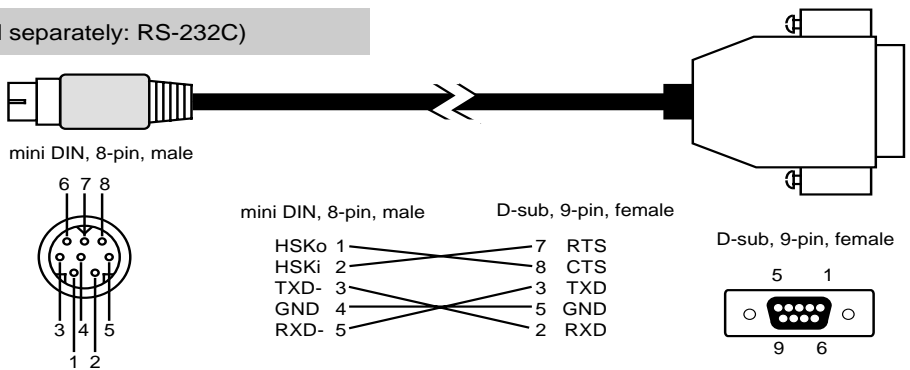 separately: RS-232C)
mini DIN, 8-pin, male
6 7 8
3 4 5
1 2
mini DIN, 8-pin, male D-sub, 9-pin, female
HSKo 1 7 RTS
HSKi 2 8 CTS
TXD- 3 3 TXD
GND 4 5 GND
RXD- 5 2 RXD
D-sub, 9-pin, female
5 1
9 6